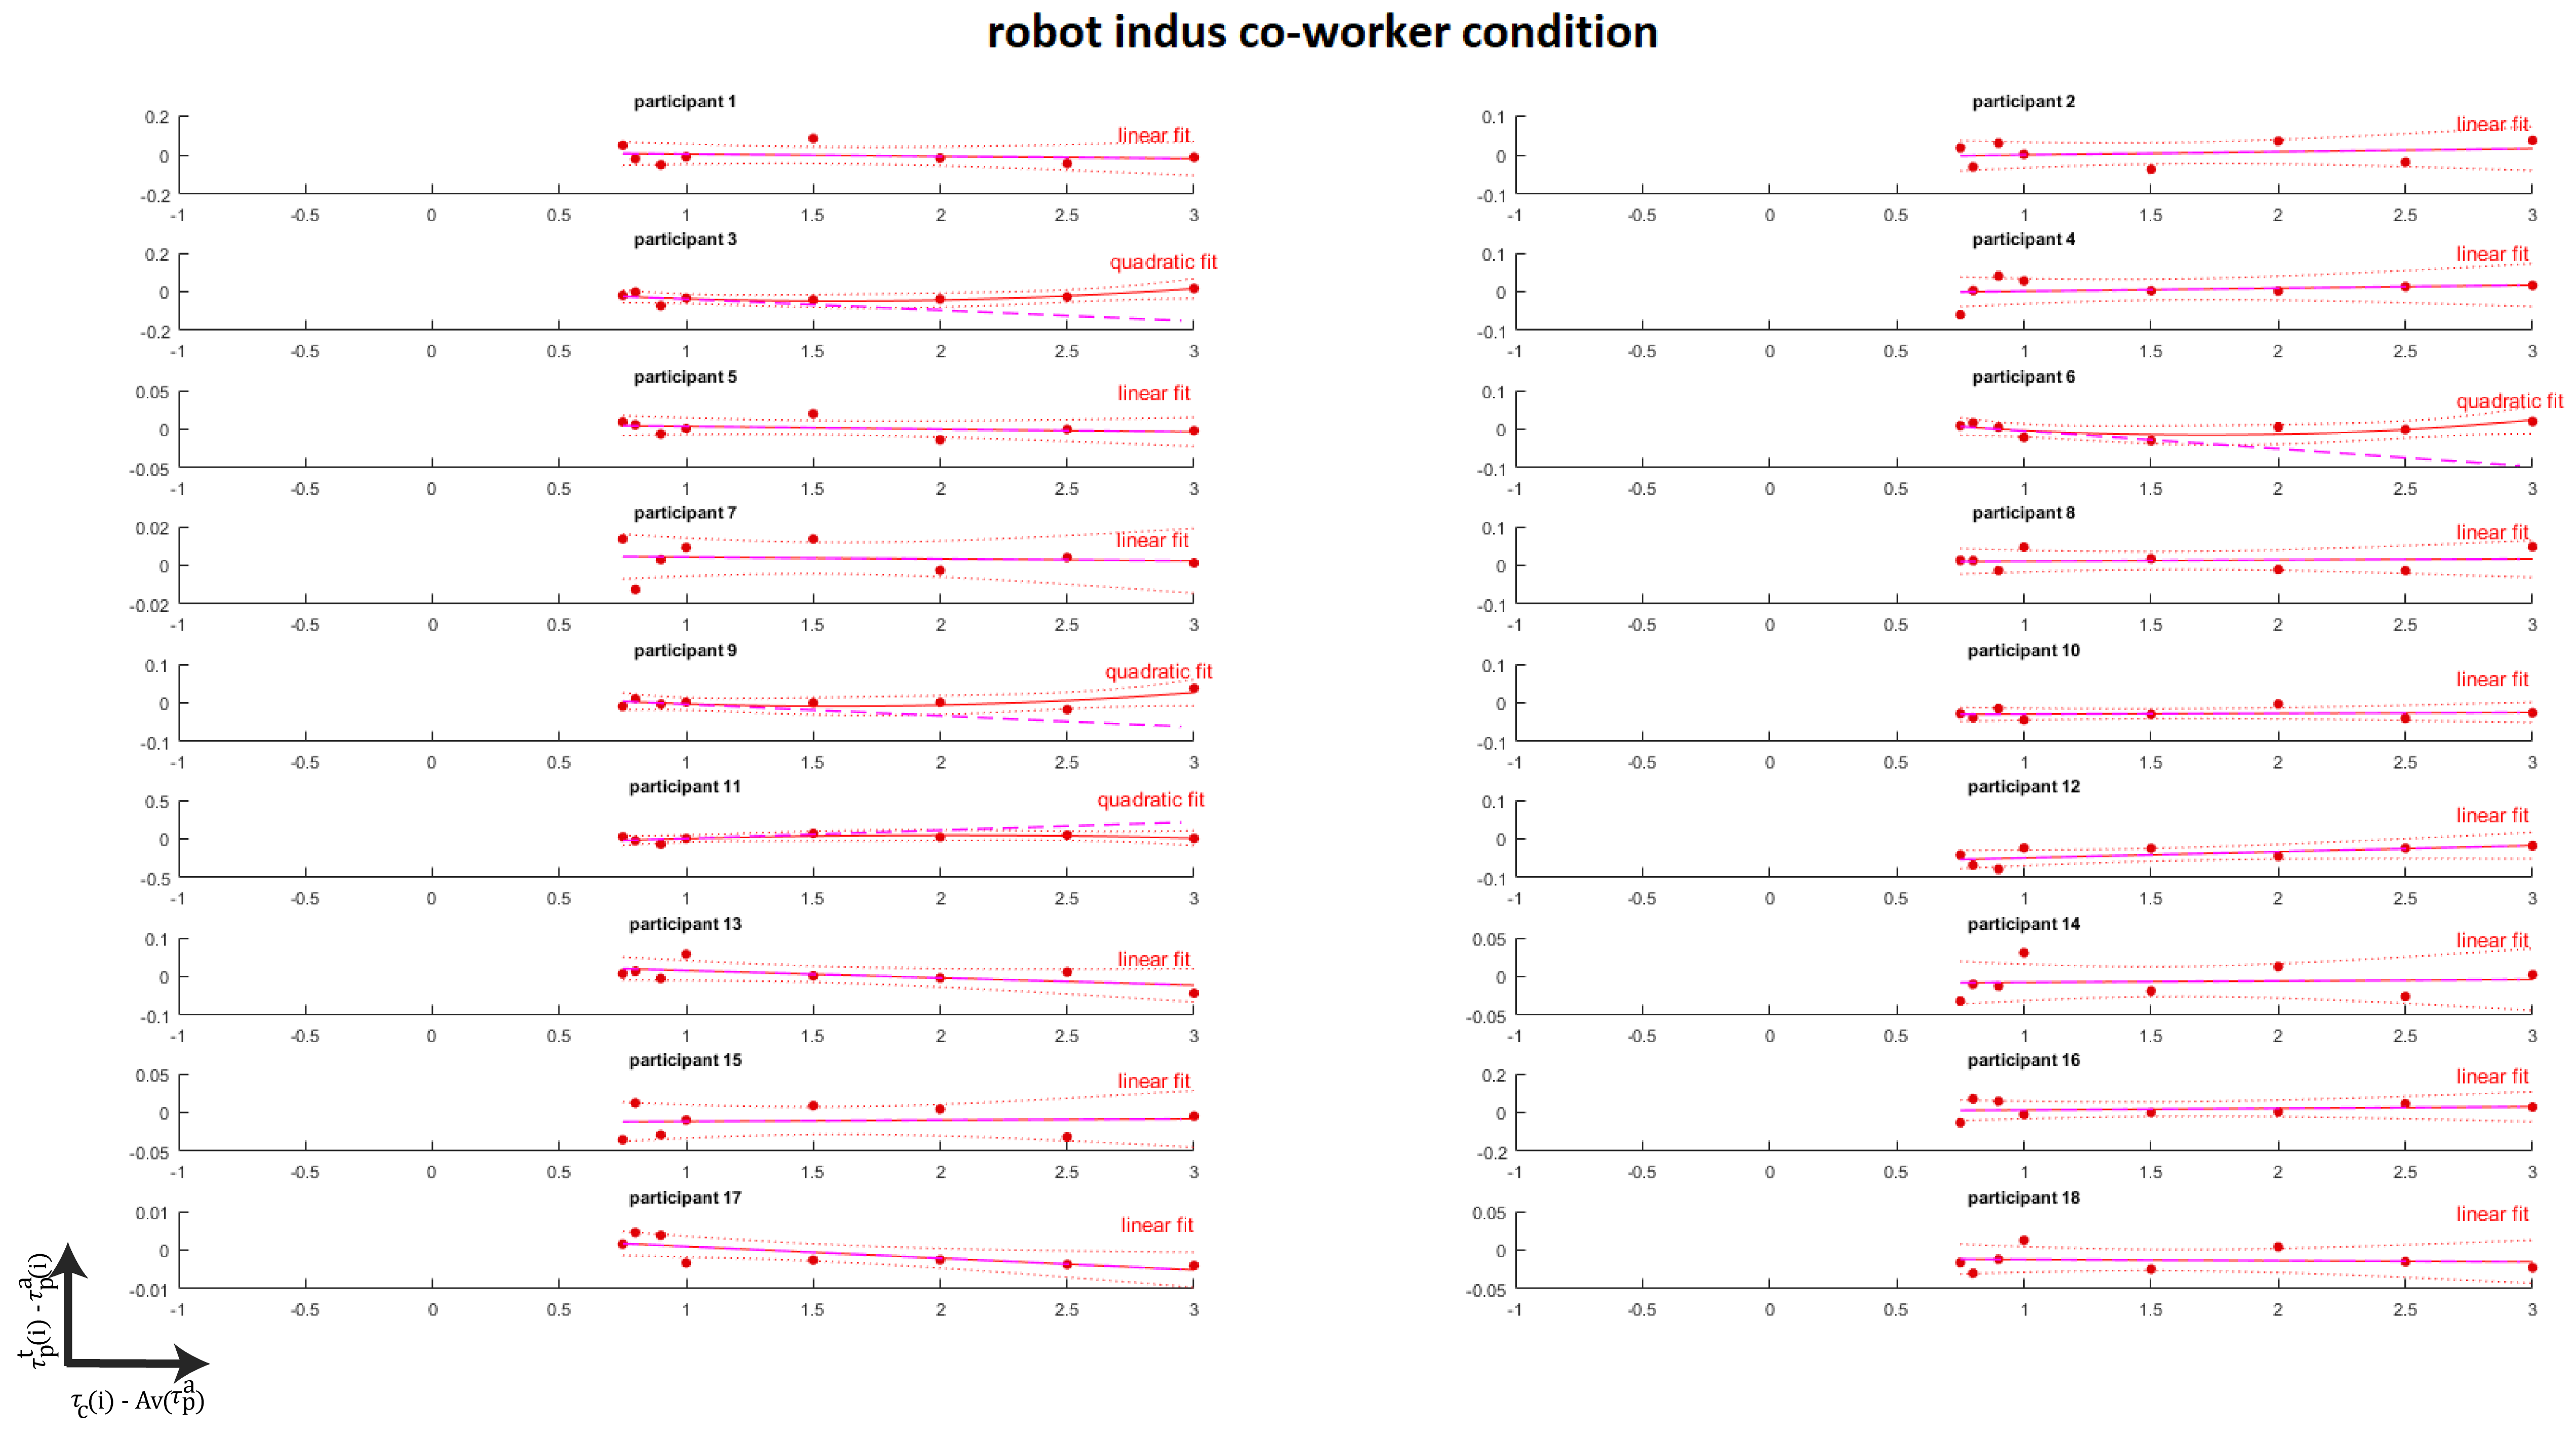 robot indus co-worker condition
participant 1
0.2
0
-0.2
linear fit
-1 -0.5 0 0.5 1 1.5 2 2.5 3
participant 2
0.1
0
-0.1
linear fit
-1 -0.5 0 0.5 1 1.5 2 2.5 3
participant 3
0.2
0
-0.2
quadratic fit
-1 -0.5 0 0.5 1 1.5 2 2.5 3
participant 4
0.1
0
-0.1
linear fit
-1 -0.5 0 0.5 1 1.5 2 2.5 3
participant 5
0.05
0
-0.05
linear fit
-1 -0.5 0 0.5 1 1.5 2 2.5 3
participant 6
0.1
0
-0.1
quadratic fit
-1 -0.5 0 0.5 1 1.5 2 2.5 3
participant 7
0.02
0
-0.02
linear fit
-1 -0.5 0 0.5 1 1.5 2 2.5 3
participant 8
0.1
0
-0.1
linear fit
-1 -0.5 0 0.5 1 1.5 2 2.5 3
participant 9
0.1
0
-0.1
quadratic fit
-1 -0.5 0 0.5 1 1.5 2 2.5 3
participant 10
0.1
0
-0.1
linear fit
-1 -0.5 0 0.5 1 1.5 2 2.5 3
participant 11
0.5
0
-0.5
quadratic fit
-1 -0.5 0 0.5 1 1.5 2 2.5 3
participant 12
0.1
0
-0.1
linear fit
-1 -0.5 0 0.5 1 1.5 2 2.5 3
participant 13
0.1
0
-0.1
linear fit
-1 -0.5 0 0.5 1 1.5 2 2.5 3
participant 14
0.05
0
-0.05
linear fit
-1 -0.5 0 0.5 1 1.5 2 2.5 3
participant 15
0.05
0
-0.05
linear fit
-1 -0.5 0 0.5 1 1.5 2 2.5 3
participant 16
0.2
0
-0.2
linear fit
-1 -0.5 0 0.5 1 1.5 2 2.5 3
participant 17
0.01
0
-0.01
linear fit
-1 -0.5 0 0.5 1 1.5 2 2.5 3
participant 18
0.05
0
-0.05
linear fit
-1 -0.5 0 0.5 1 1.5 2 2.5 3
τ_p^t(i) - τ_p^a(i)
τ_c(i) - Av(τ_p^a)